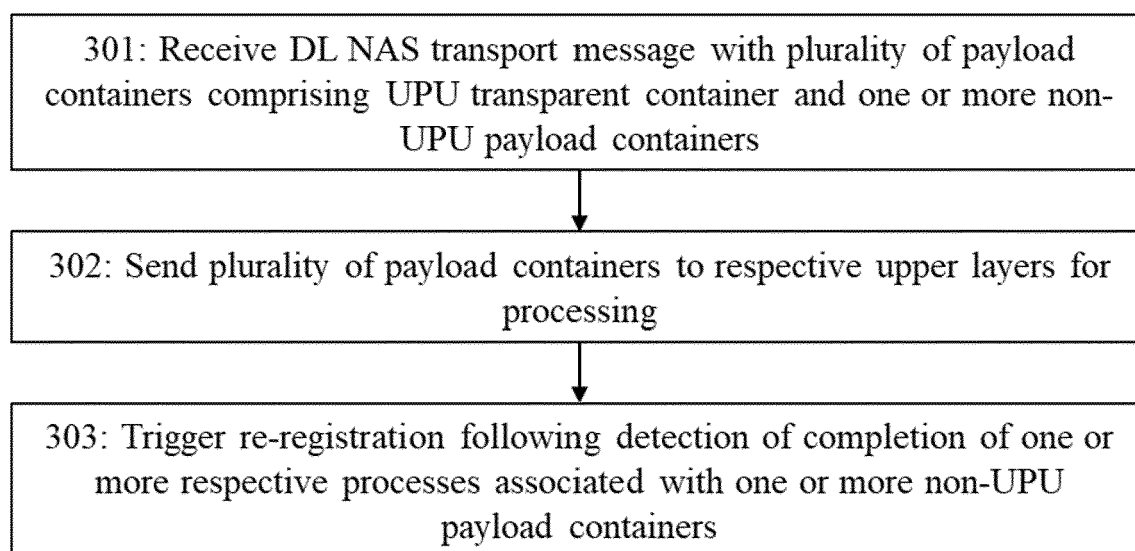 301: Receive DL NAS transport message with plurality of payload
containers comprising UPU transparent container and one or more non-
UPU payload containers
302: Send plurality of payload containers to respective upper layers for
processing
303: Trigger re-registration following detection of completion of one or
more respective processes associated with one or more non-UPU
payload containers